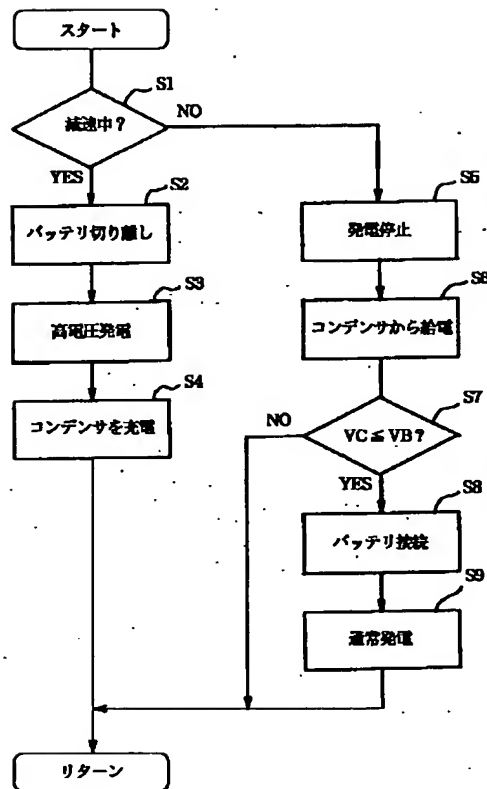 スタート
S1
減速中？
NO
YES
S2
バッテリ切り離し
S3
高電圧発電
S4
コンデンサを充電
S5
発電停止
S6
コンデンサから給電
S7
VC≦VB？
NO
YES
S8
バッテリ接続
S9
通常発電
リターン